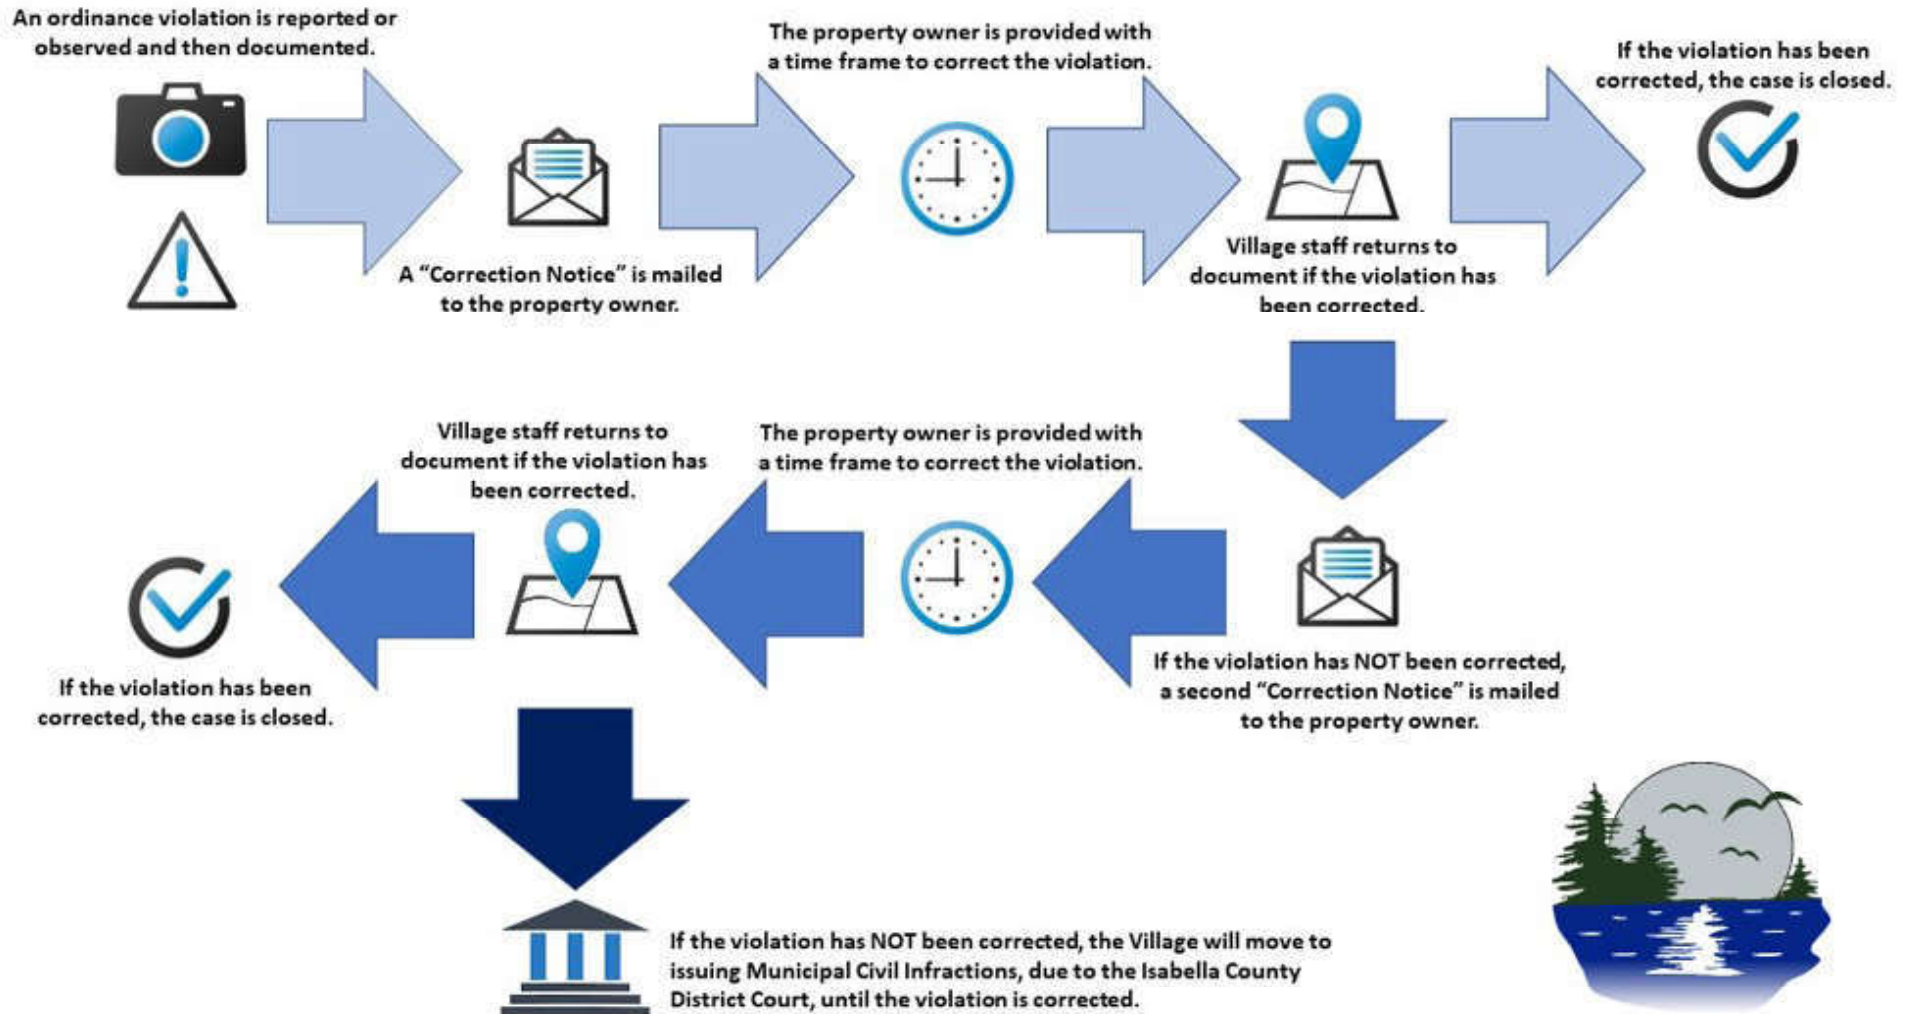 An ordinance violation is reported or
observed and then documented.
A “Correction Notice” is mailed
to the property owner.
The property owner is provided with
a time frame to correct the violation.
Village staff returns to
document if the violation has
been corrected.
If the violation has been
corrected, the case is closed.
If the violation has NOT been corrected,
a second “Correction Notice” is mailed
to the property owner.
The property owner is provided with
a time frame to correct the violation.
Village staff returns to
document if the violation has
been corrected.
If the violation has been
corrected, the case is closed.
If the violation has NOT been corrected, the Village will move to
issuing Municipal Civil Infractions, due to the Isabella County
District Court, until the violation is corrected.